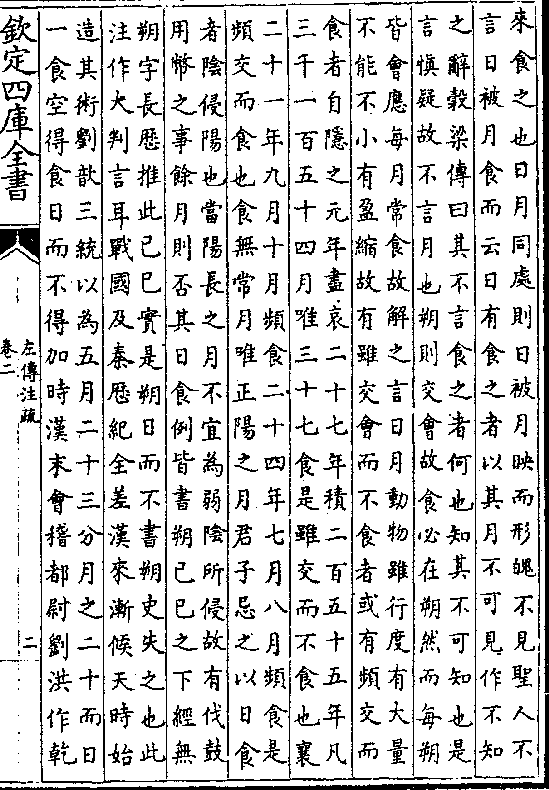 來食之也日月同處則日被月映而形魄不見聖人不
言日被月食而云日有食之者以其月不可見作不知
之辭穀梁傳曰其不言食之者何也知其不可知也是
言慎疑故不言月也朔則交會故食必在朔然而每朔
皆會應每月常食故解之言日月動物雖行度有大量
不能不小有盈縮故有雖交會而不食者或有頻交而
食者自隱之元年盡哀二十七年積二百五十五年凡
三千一百五十四月唯三十七食是雖交而不食也襄
二十一年九月十月頻食二十四年七月八月頻食是
頻交而食也食無常月唯正陽之月君子忌之以日食
者陰侵陽也當陽長之月不宜為弱陰所侵故有伐鼓
用幣之事餘月則否其日食例皆書朔己巳之下經無
朔字長歷推此己巳實是朔日而不書朔史失之也此
注作大判言耳戰國及秦歷紀全差漢來漸候天時始
造其術劉歆三統以為五月二十三分月之二十而日
一食空得食日而不得加時漢末會稽都尉劉洪作乾
欽定四庫全書
左傳注疏
卷二
二